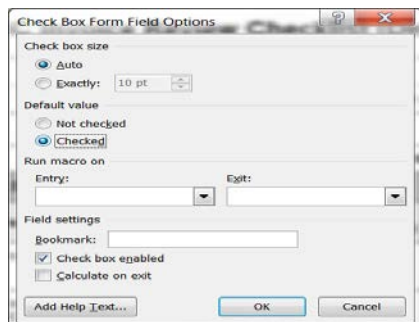 Check Box Form Field Options
Check box size
Auto
Exactly: 10 pt
Default value
Not checked
Checked
Run macro on
Entry: Exit:
Field settings
Bookmark:
Check box enabled
Calculate on exit
Add Help Text... OK Cancel